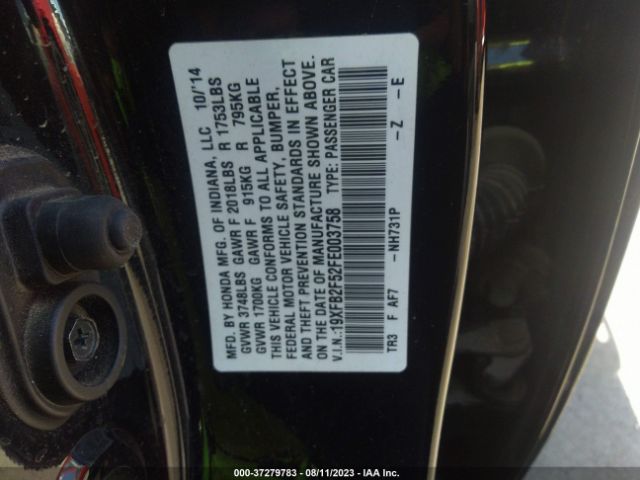 MFD. BY HONDA MFG. OF INDIANA, LLC 10/'14
GVWR 3748LBS GAWR F 2018LBS R 1753LBS
GVWR 1700KG GAWR F 915KG R 795KG
THIS VEHICLE CONFORMS TO ALL APPLICABLE
FEDERAL MOTOR VEHICLE SAFETY, BUMPER,
AND THEFT PREVENTION STANDARDS IN EFFECT
ON THE DATE OF MANUFACTURE SHOWN ABOVE.
V.I.N.:19XFB2F52FE003758 TYPE: PASSENGER CAR
TR3 F AF7 -NH731P -Z -E
000-37279783 - 08/11/2023 - IAA Inc.